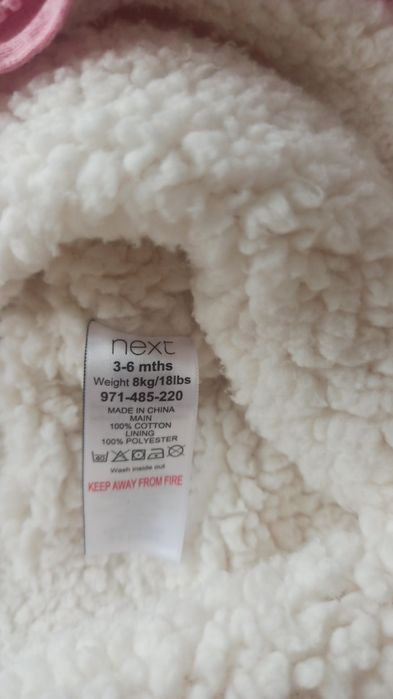 next
3-6 mths
Weight 8kg/18lbs
971-485-220
MADE IN CHINA
MAIN
100% COTTON
LINING
100% POLYESTER
40
Wash inside out
KEEP AWAY FROM FIRE